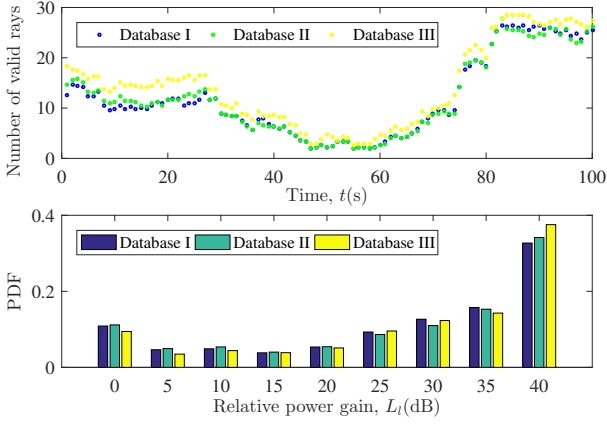 Number of valid rays
30
20
10
0
Database I Database II Database III
0 20 40 60 80 100
Time, t(s)
PDF
0.4
0.2
0
Database I Database II Database III
0 5 10 15 20 25 30 35 40
Relative power gain, L_l(dB)